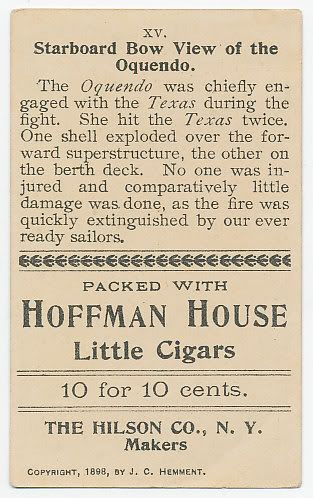 XV.
Starboard Bow View of the
Oquendo.
The Oquendo was chiefly en-
gaged with the Texas during the
fight. She hit the Texas twice.
One shell exploded over the for-
ward superstructure, the other on
the berth deck. No one was in-
jured and comparatively little
damage was done, as the fire was
quickly extinguished by our ever
ready sailors.
PACKED WITH
HOFFMAN HOUSE
Little Cigars
10 for 10 cents.
THE HILSON CO., N. Y.
Makers
COPYRIGHT, 1898, BY J. C. HEMMENT.